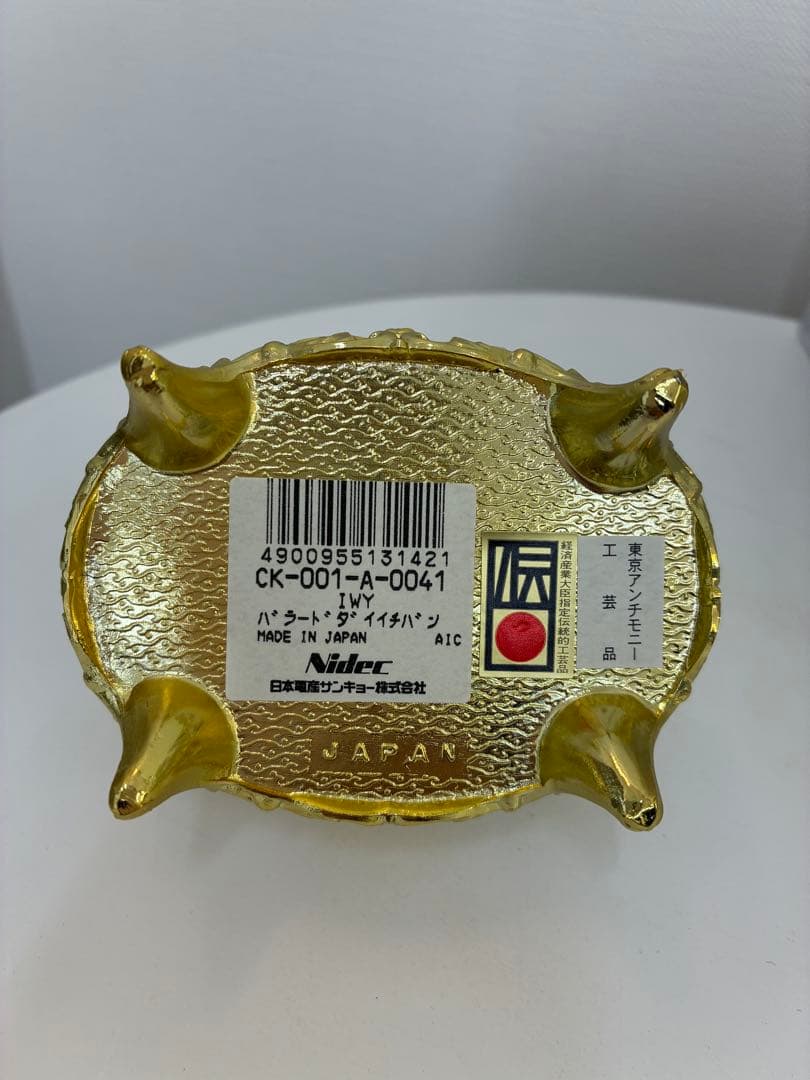 4900955131421
CK-001-A-0041
IWY
バラードダイイチバン
MADE IN JAPAN AIC
Nidec
日本電産サンキョー株式会社
伝
経済産業大臣指定伝統的工芸品
東京アンチモニー
工芸品
JAPAN